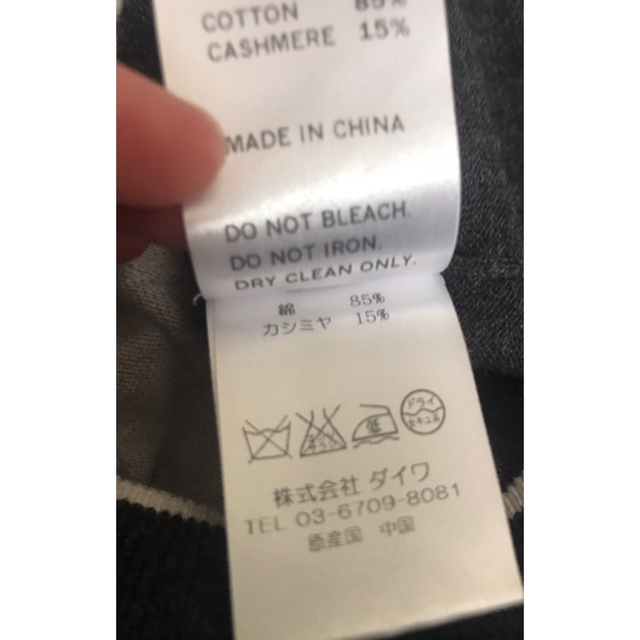 COTTON 85%
CASHMERE 15%
MADE IN CHINA
DO NOT BLEACH.
DO NOT IRON.
DRY CLEAN ONLY.
綿 85%
カシミヤ 15%
低 ドライ
セキユ系
株式会社 ダイワ
TEL 03-6709-8081
原産国 中国